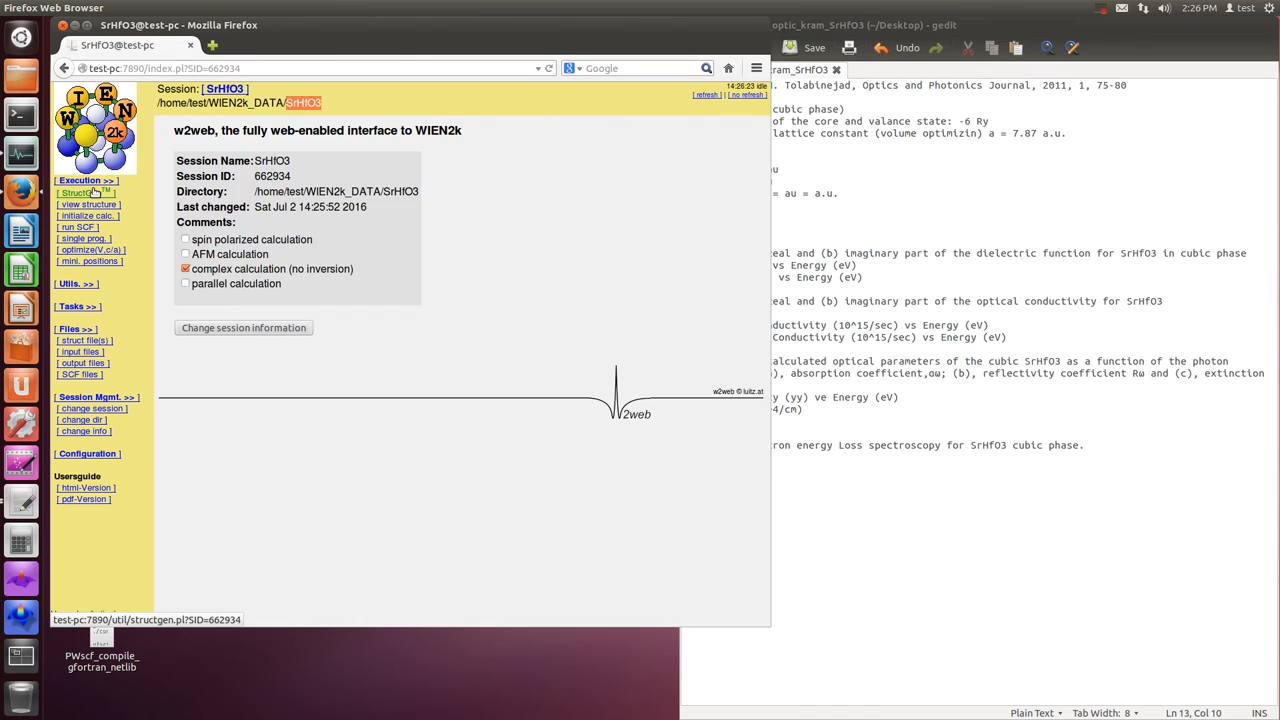 Firefox Web Browser
2:26 PM
test
SrHfO3@test-pc - Mozilla Firefox
SrHfO3@test-pc
test-pc:7890/index.pl?SID=662934
Google
WIEN
2k
Session: [ SrHfO3 ]
/home/test/WIEN2k_DATA/SrHfO3
14:26:23 idle
[ refresh ] [ no refresh ]
[ Execution >> ]
[ view structure ]
[ initialize calc. ]
[ run SCF ]
[ single prog. ]
[ optimize(V,c/a) ]
[ mini. positions ]
[ Utils. >> ]
[ Tasks >> ]
[ Files >> ]
[ struct file(s) ]
[ input files ]
[ output files ]
[ SCF files ]
[ Session Mgmt. >> ]
[ change session ]
[ change dir ]
[ change info ]
[ Configuration ]
Usersguide
[ html-Version ]
[ pdf-Version ]
w2web, the fully web-enabled interface to WIEN2k
Session Name: SrHfO3
Session ID: 662934
Directory: /home/test/WIEN2k_DATA/SrHfO3
Last changed: Sat Jul 2 14:25:52 2016
Comments:
spin polarized calculation
AFM calculation
complex calculation (no inversion)
parallel calculation
Change session information
w2web © luitz.at
2web
test-pc:7890/util/structgen.pl?SID=662934
PWscf_compile_
gfortran_netlib
optic_kram_SrHfO3 (~/Desktop) - gedit
Save
Undo
kram_SrHfO3
. Tolabinejad, Optics and Photonics Journal, 2011, 1, 75-80
cubic phase)
of the core and valance state: -6 Ry
lattice constant (volume optimizin) a = 7.87 a.u.
au
= au = a.u.
eal and (b) imaginary part of the dielectric function for SrHfO3 in cubic phase
vs Energy (eV)
vs Energy (eV)
eal and (b) imaginary part of the optical conductivity for SrHfO3
nductivity (10^15/sec) vs Energy (eV)
Conductivity (10^15/sec) vs Energy (eV)
alculated optical parameters of the cubic SrHfO3 as a function of the photon
), absorption coefficient,αω; (b), reflectivity coefficient Rω and (c), extinction
y (yy) ve Energy (eV)
4/cm)
ron energy Loss spectroscopy for SrHfO3 cubic phase.
Plain Text
Tab Width: 8
Ln 13, Col 10
INS